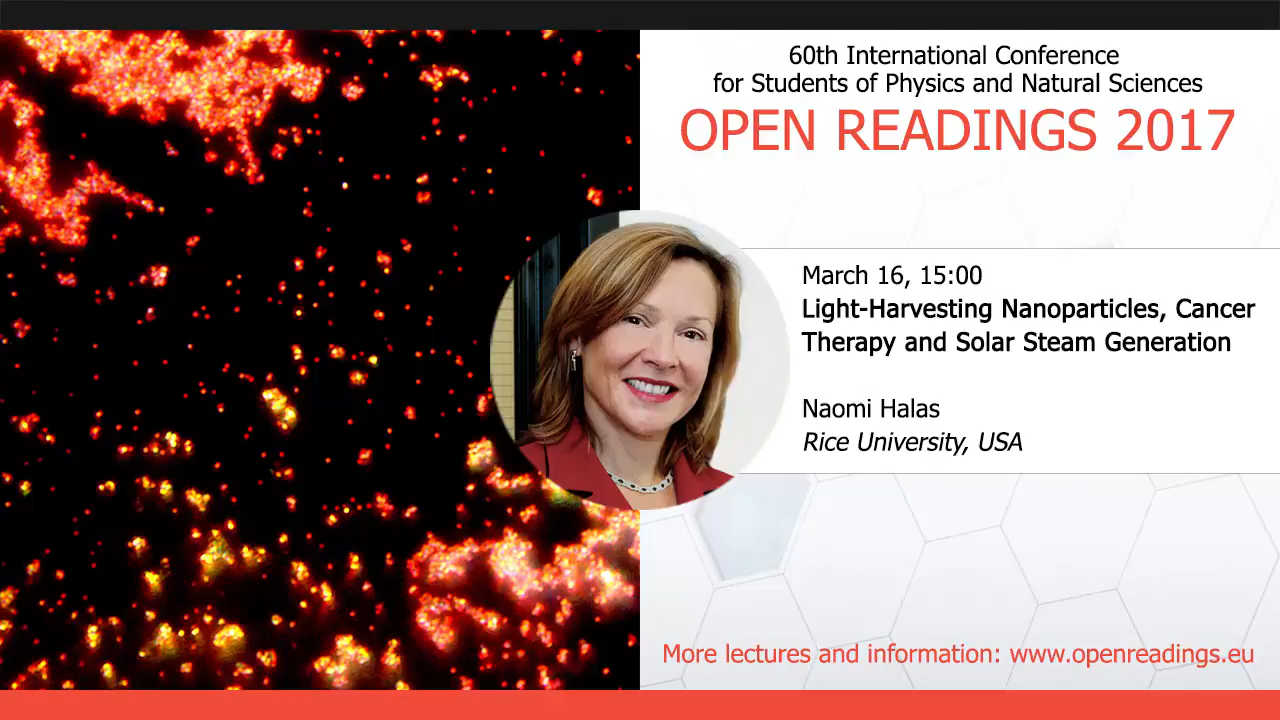 60th International Conference
for Students of Physics and Natural Sciences
OPEN READINGS 2017
March 16, 15:00
Light-Harvesting Nanoparticles, Cancer
Therapy and Solar Steam Generation
Naomi Halas
Rice University, USA
More lectures and information: www.openreadings.eu